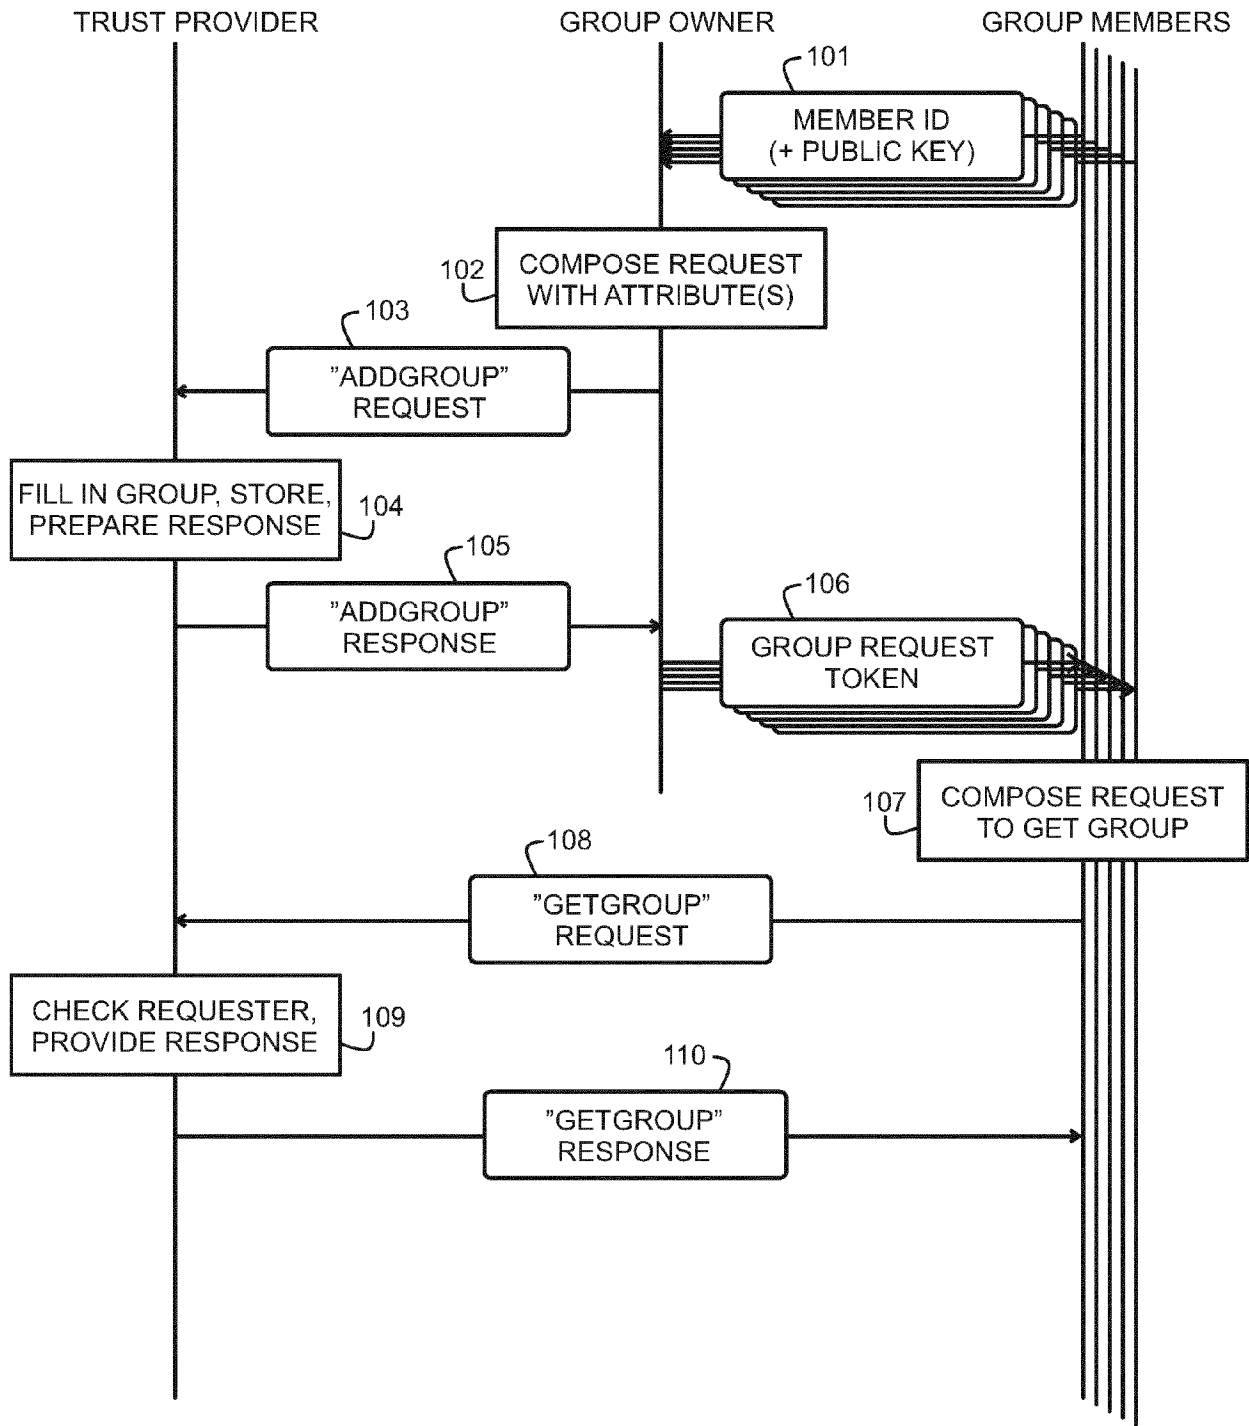 TRUST PROVIDER
GROUP OWNER
GROUP MEMBERS
101
MEMBER ID
(+ PUBLIC KEY)
102
COMPOSE REQUEST
WITH ATTRIBUTE(S)
103
”ADDGROUP”
REQUEST
FILL IN GROUP, STORE,
PREPARE RESPONSE
104
105
”ADDGROUP”
RESPONSE
106
GROUP REQUEST
TOKEN
107
COMPOSE REQUEST
TO GET GROUP
108
”GETGROUP”
REQUEST
CHECK REQUESTER,
PROVIDE RESPONSE
109
110
”GETGROUP”
RESPONSE